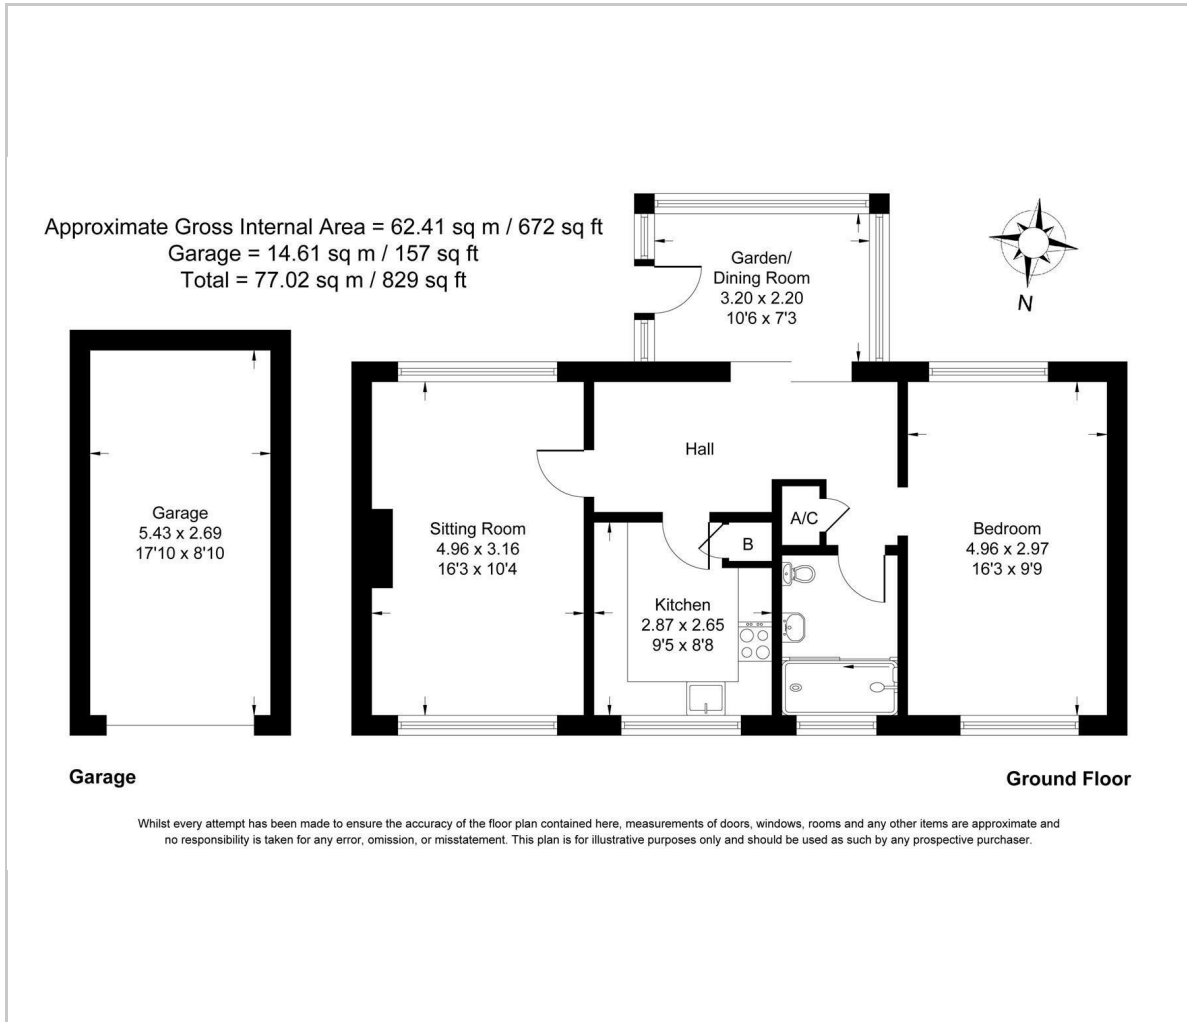 Approximate Gross Internal Area = 62.41 sq m / 672 sq ft
Garage = 14.61 sq m / 157 sq ft
Total = 77.02 sq m / 829 sq ft
Garden/
Dining Room
3.20 x 2.20
10'6 x 7'3
N
Garage
5.43 x 2.69
17'10 x 8'10
Sitting Room
4.96 x 3.16
16'3 x 10'4
Hall
A/C
B
Kitchen
2.87 x 2.65
9'5 x 8'8
Bedroom
4.96 x 2.97
16'3 x 9'9
Garage
Ground Floor
Whilst every attempt has been made to ensure the accuracy of the floor plan contained here, measurements of doors, windows, rooms and any other items are approximate and
no responsibility is taken for any error, omission, or misstatement. This plan is for illustrative purposes only and should be used as such by any prospective purchaser.